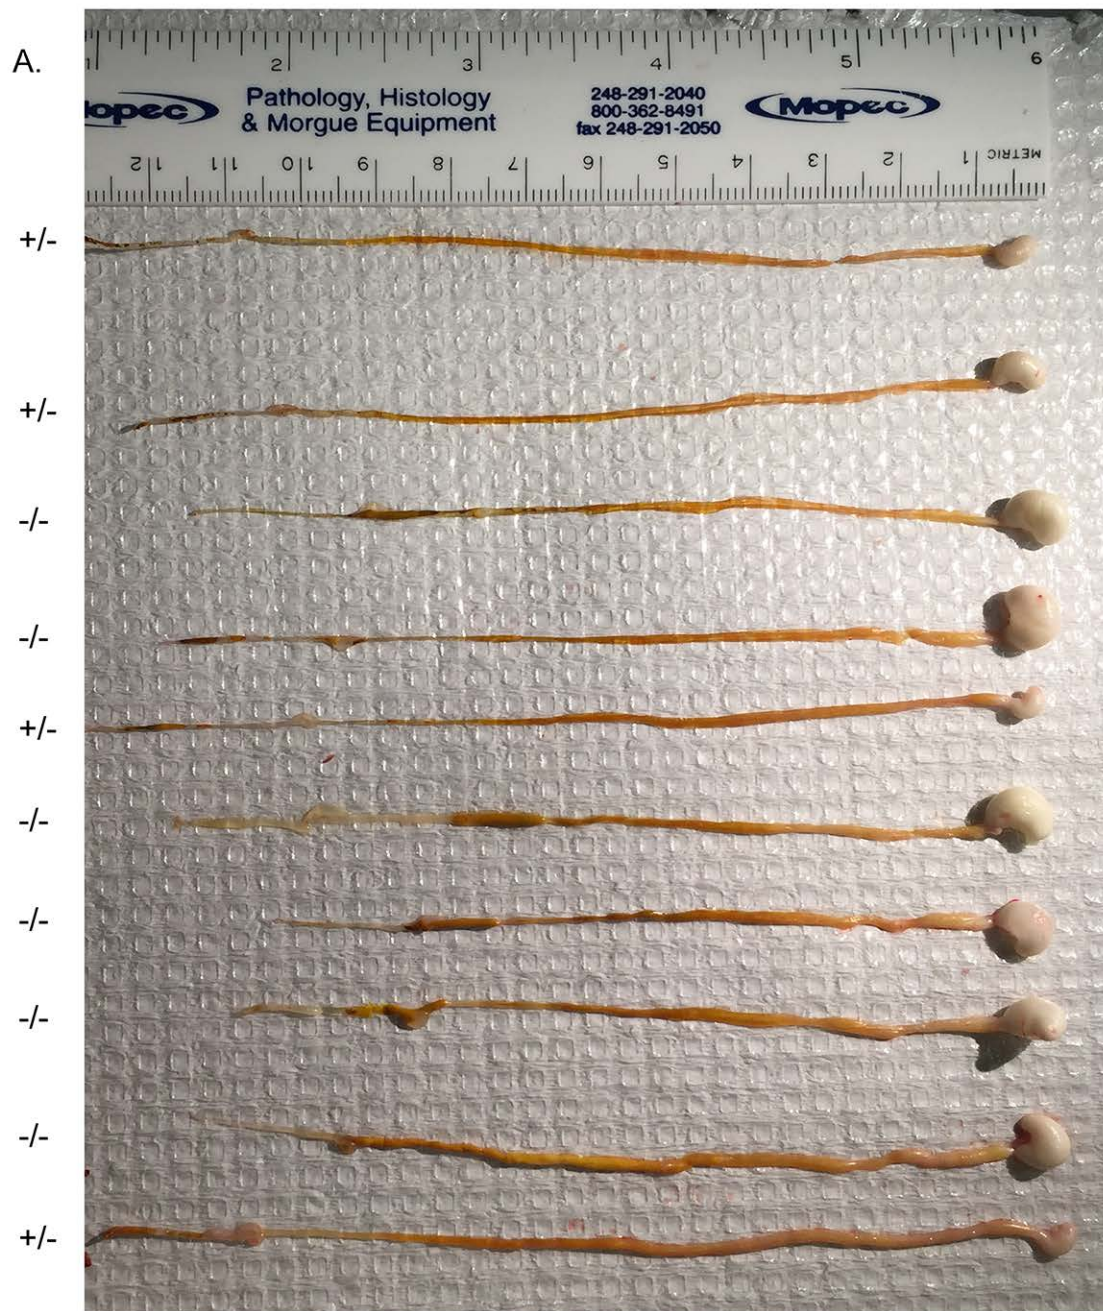 A.
1 2 3 4 5 6
Pathology, Histology
& Morgue Equipment
248-291-2040
800-362-8491
fax 248-291-2050
opec
Mopec
12 11 10 9 8 7 6 5 4 3 2 1 METRIC
+/-
+/-
-/-
-/-
+/-
-/-
-/-
-/-
-/-
+/-